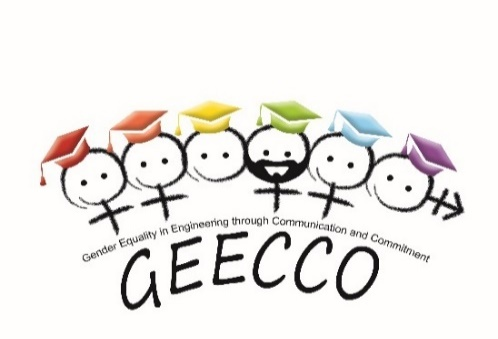 Gender Equality in Engineering through Communication and Commitment
GEECCO